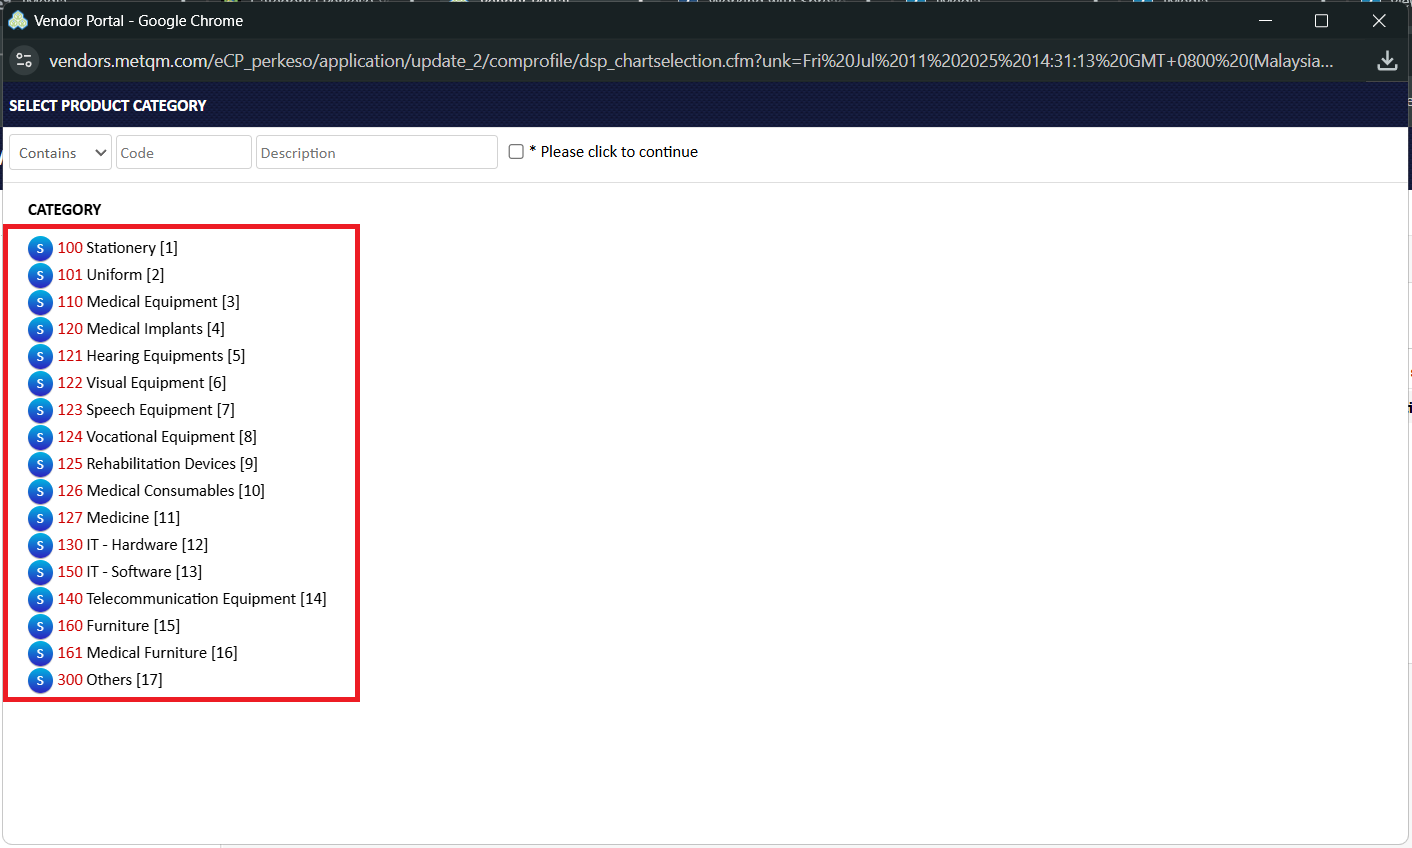 Vendor Portal - Google Chrome
vendors.metqm.com/eCP_perkeso/application/update_2/comprofile/dsp_chartselection.cfm?unk=Fri%20Jul%2011%202025%2014:31:13%20GMT+0800%20(Malaysia...
SELECT PRODUCT CATEGORY
Contains Code Description * Please click to continue
CATEGORY
S 100 Stationery [1]
S 101 Uniform [2]
S 110 Medical Equipment [3]
S 120 Medical Implants [4]
S 121 Hearing Equipments [5]
S 122 Visual Equipment [6]
S 123 Speech Equipment [7]
S 124 Vocational Equipment [8]
S 125 Rehabilitation Devices [9]
S 126 Medical Consumables [10]
S 127 Medicine [11]
S 130 IT - Hardware [12]
S 150 IT - Software [13]
S 140 Telecommunication Equipment [14]
S 160 Furniture [15]
S 161 Medical Furniture [16]
S 300 Others [17]